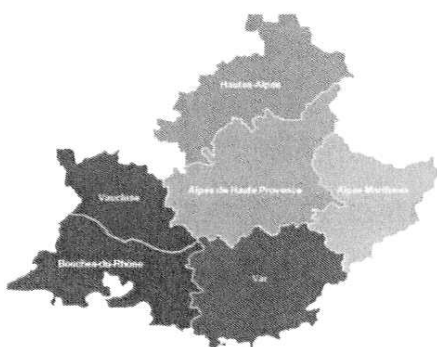 Hautes-Alpes
Alpes de Haute Provence
Alpes Maritimes
Vaucluse
Bouches-du-Rhône
Var